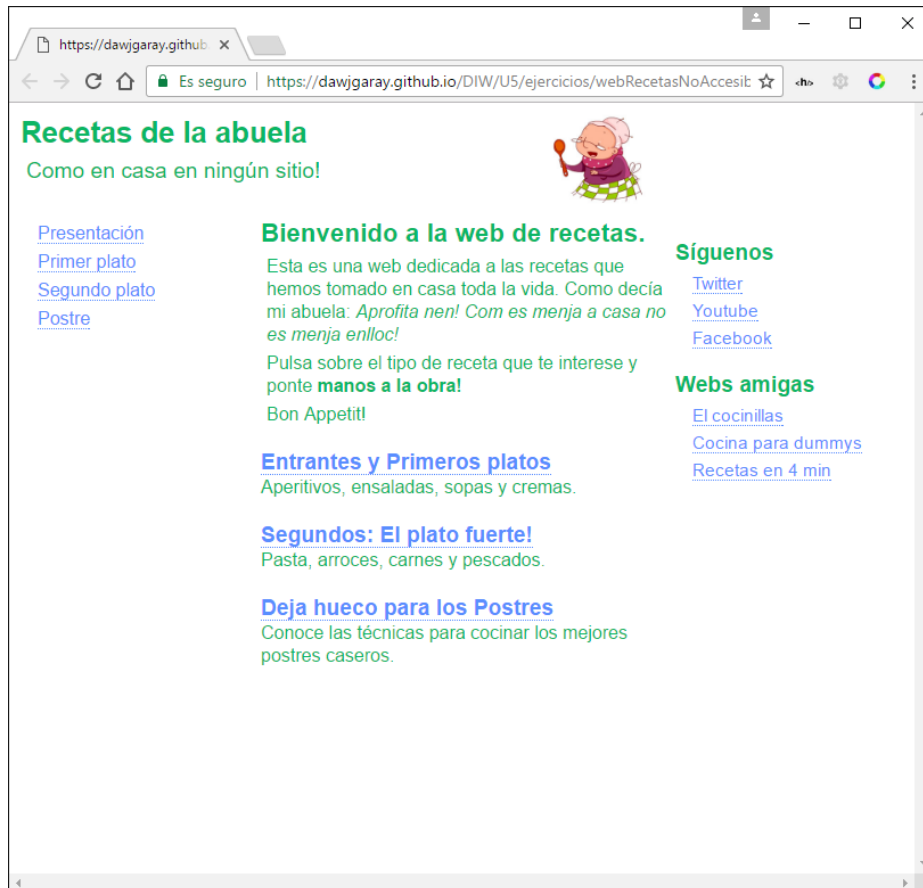 https://dawjgaray.github
Es seguro
https://dawjgaray.github.io/DIW/U5/ejercicios/webRecetasNoAccesib
<h>
Recetas de la abuela
Como en casa en ningún sitio!
Presentación
Primer plato
Segundo plato
Postre
Bienvenido a la web de recetas.
Esta es una web dedicada a las recetas que
hemos tomado en casa toda la vida. Como decía
mi abuela: Aprofita nen! Com es menja a casa no
es menja enlloc!
Pulsa sobre el tipo de receta que te interese y
ponte manos a la obra!
Bon Appetit!
Entrantes y Primeros platos
Aperitivos, ensaladas, sopas y cremas.
Segundos: El plato fuerte!
Pasta, arroces, carnes y pescados.
Deja hueco para los Postres
Conoce las técnicas para cocinar los mejores
postres caseros.
Síguenos
Twitter
Youtube
Facebook
Webs amigas
El cocinillas
Cocina para dummys
Recetas en 4 min